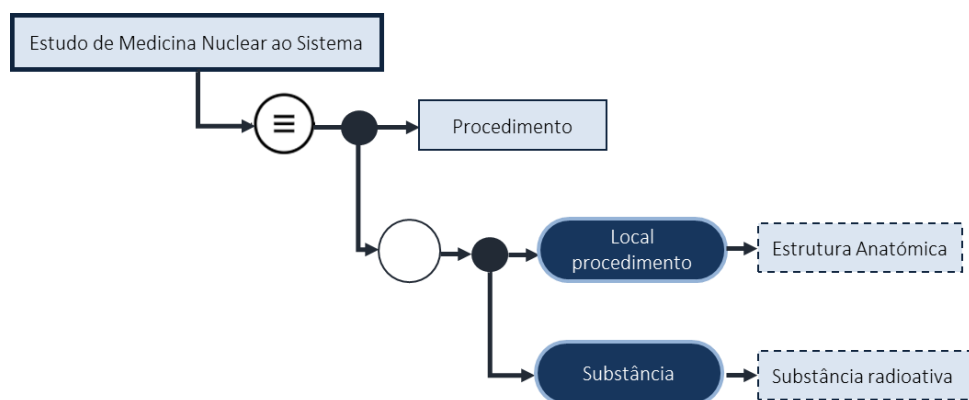 Estudo de Medicina Nuclear ao Sistema
≡
Procedimento
Local
procedimento
Estrutura Anatómica
Substância
Substância radioativa